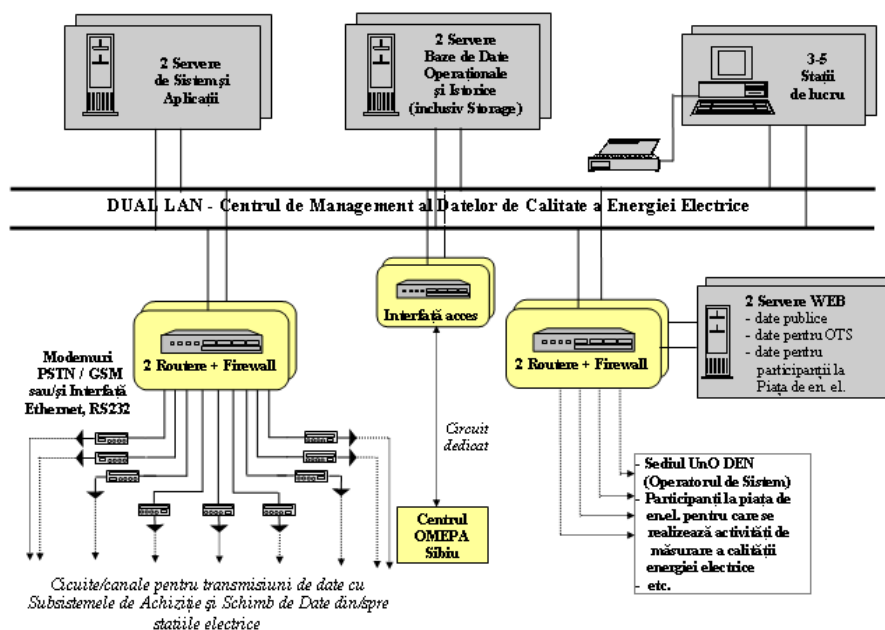 2 Servere
de Sistem și
Aplicații
2 Servere
Baze de Date
Operaționale
și Istorice
(inclusiv Storage)
3-5
Stații
de lucru
DUAL LAN - Centrul de Management al Datelor de Calitate a Energiei Electrice
Interfață acces
2 Routere + Firewall
Modemuri
PSTN / GSM
sau/și Interfață
Ethernet, RS232
2 Routere + Firewall
2 Servere WEB
- date publice
- date pentru OTS
- date pentru
participanții la
Piața de en. el.
Circuit
dedicat
Centrul
OMEPA
Sibiu
- Sediul UnO DEN
(Operatorul de Sistem)
- Participanți la piața de
en.el. pentru care se
realizează activități de
măsurare a calității
energiei electrice
- etc.
Cicuite/canale pentru transmisiuni de date cu
Subsistemele de Achiziție și Schimb de Date din/spre
statiile electrice